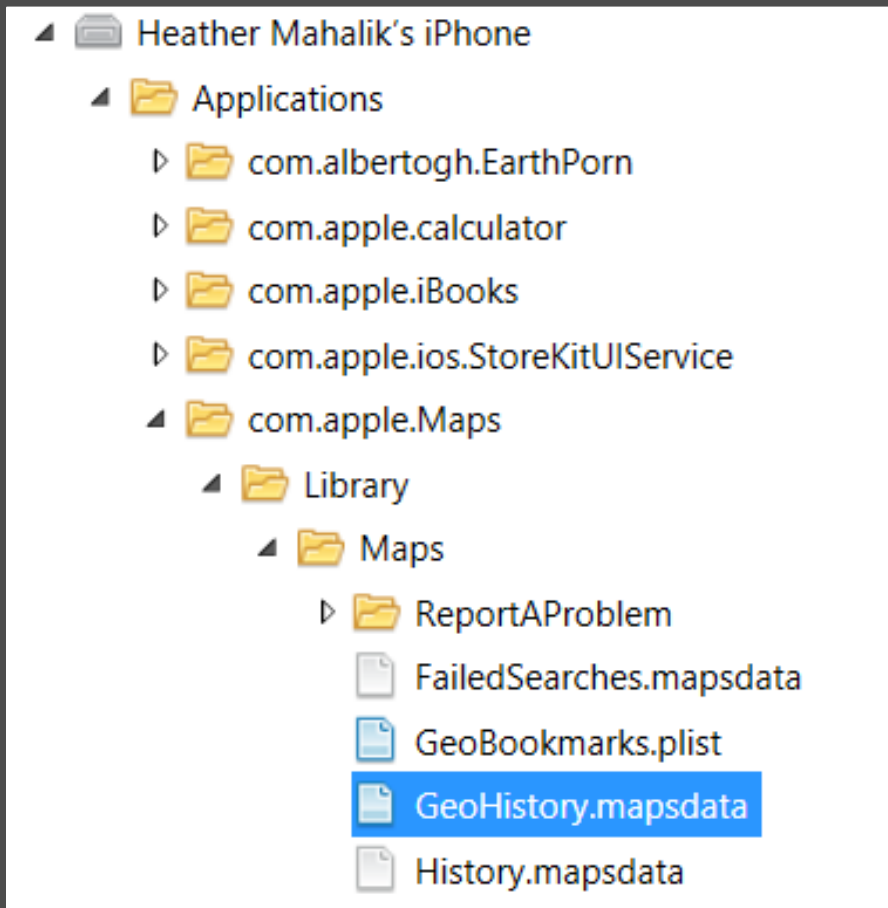 Heather Mahalik's iPhone
Applications
com.albertogh.EarthPorn
com.apple.calculator
com.apple.iBooks
com.apple.ios.StoreKitUIService
com.apple.Maps
Library
Maps
ReportAProblem
FailedSearches.mapsdata
GeoBookmarks.plist
GeoHistory.mapsdata
History.mapsdata